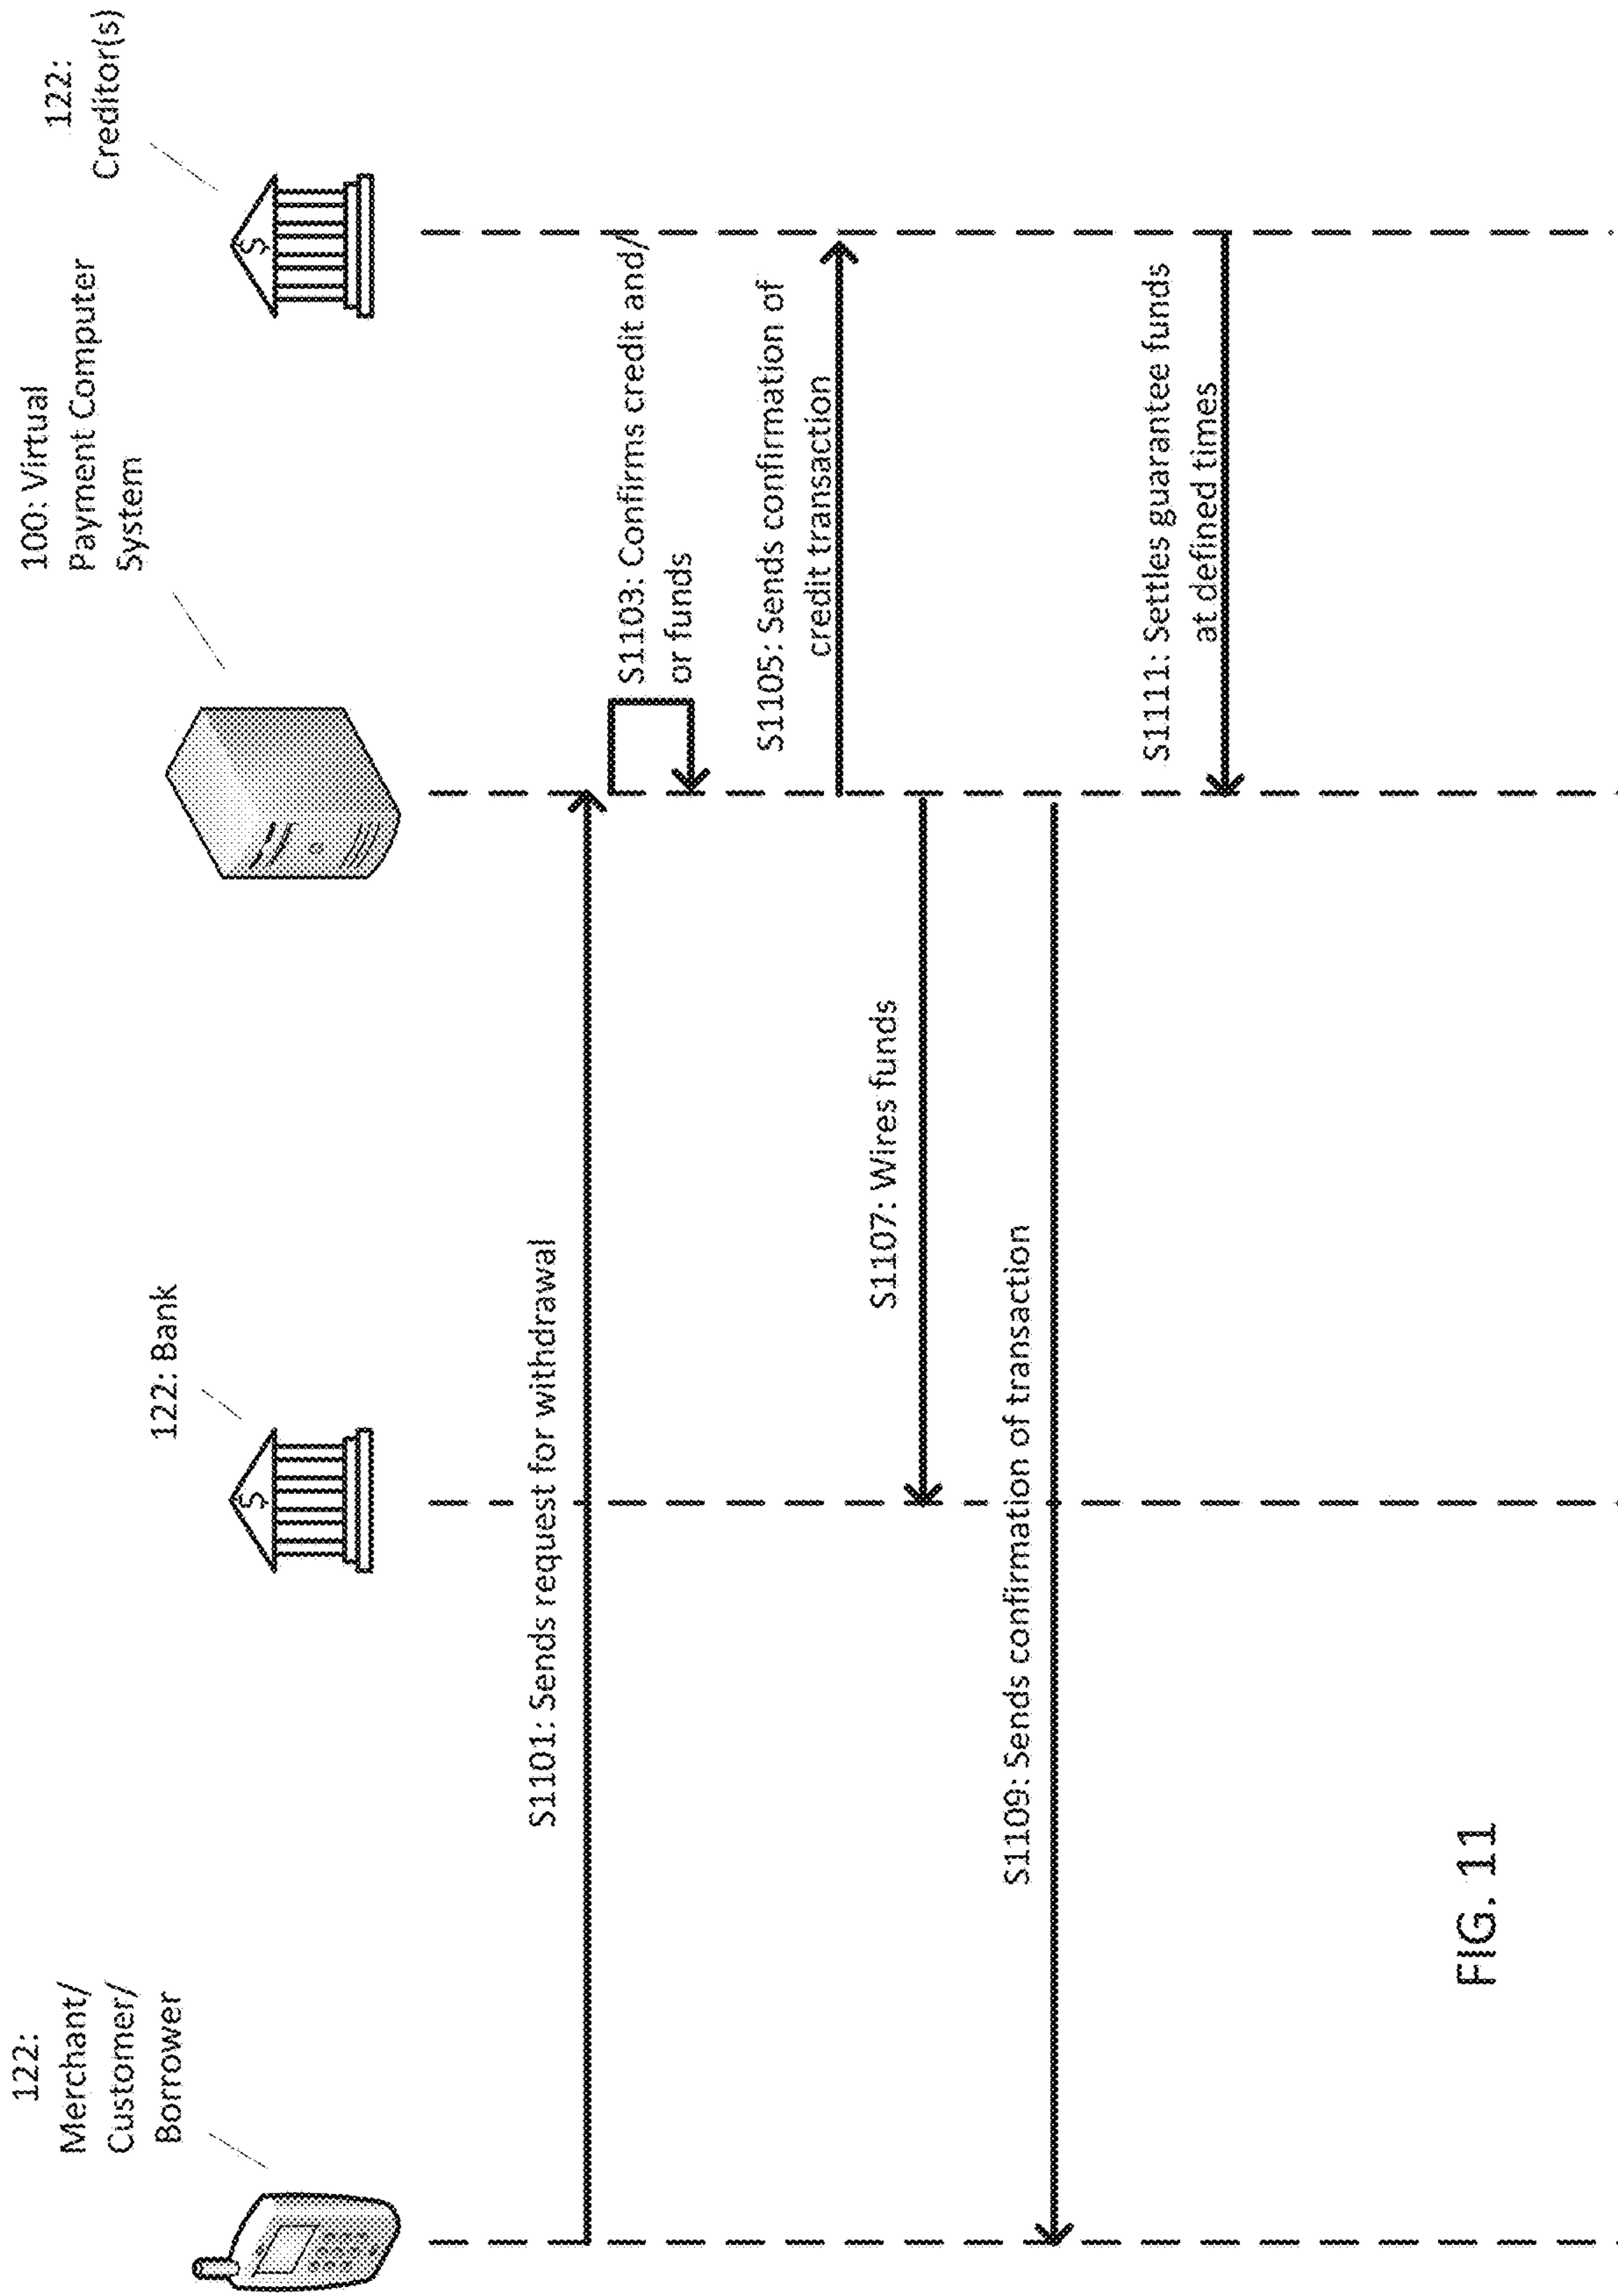 122:
Merchant/
Customer/
Borrower
122: Bank
100: Virtual
Payment Computer
System
122:
Creditor(s)
$
$
S1101: Sends request for withdrawal
S1103: Confirms credit and/
or funds
S1105: Sends confirmation of
credit transaction
S1107: Wires funds
S1109: Sends confirmation of transaction
S1111: Settles guarantee funds
at defined times
FIG. 11